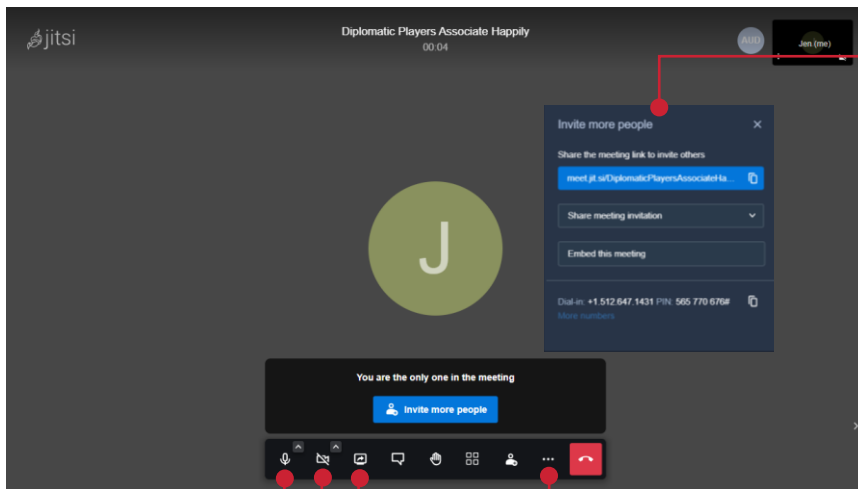 jitsi
Diplomatic Players Associate Happily
00:04
AUD
Jen (me)
Invite more people
Share the meeting link to invite others
meet.jit.si/DiplomaticPlayersAssociateHa...
Share meeting invitation
Embed this meeting
Dial-in: +1.512.647.1431 PIN: 565 770 676#
More numbers
J
You are the only one in the meeting
Invite more people